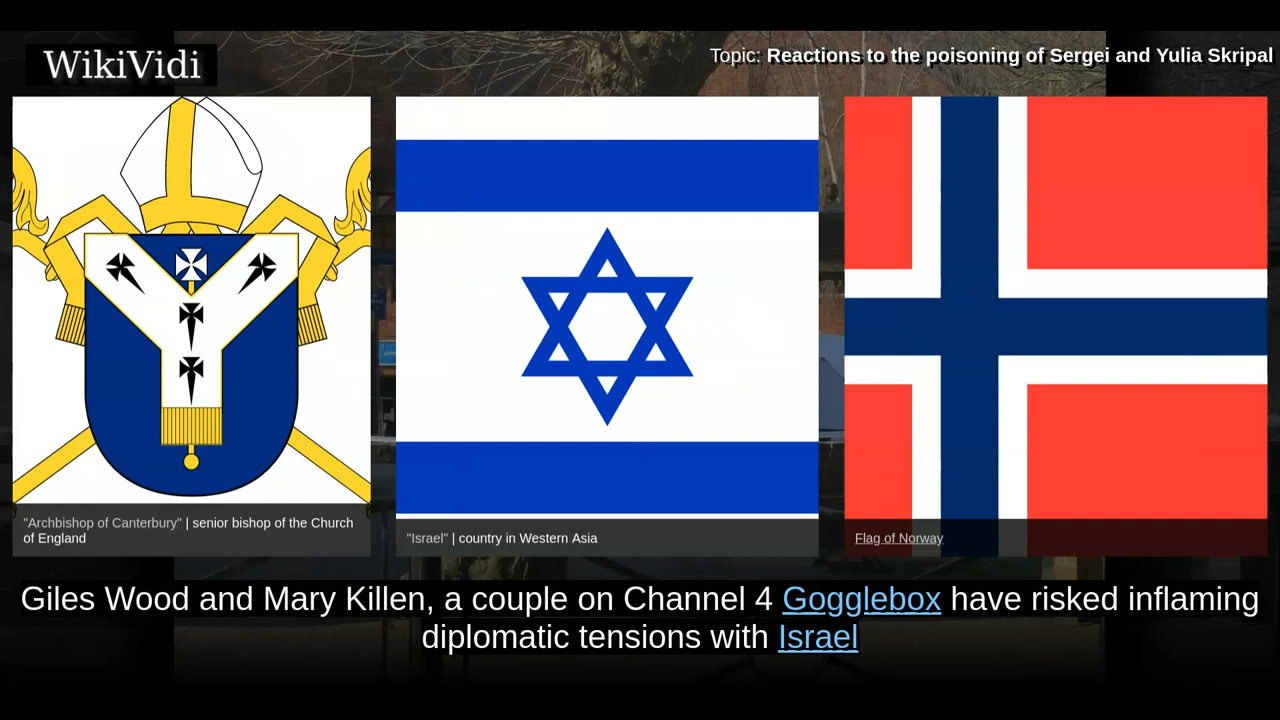 WikiVidi
Topic: Reactions to the poisoning of Sergei and Yulia Skripal
"Archbishop of Canterbury" | senior bishop of the Church
of England
"Israel" | country in Western Asia
Flag of Norway
Giles Wood and Mary Killen, a couple on Channel 4 Gogglebox have risked inflaming
diplomatic tensions with Israel